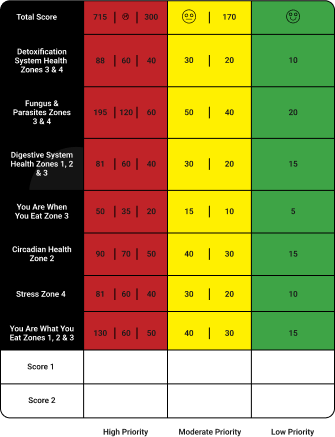 Total Score 715 | | 300 | 170
Detoxification
System Health
Zones 3 & 4
88 | 60 | 40 30 | 20 10
Fungus &
Parasites Zones
3 & 4
195 | 120 | 60 50 | 40 20
Digestive System
Health Zones 1, 2
& 3
81 | 60 | 40 30 | 20 15
You Are When
You Eat Zone 3
50 | 35 | 20 15 | 10 5
Circadian Health
Zone 2
90 | 70 | 50 40 | 30 15
Stress Zone 4 81 | 60 | 40 30 | 20 10
You Are What You
Eat Zones 1, 2 & 3
130 | 60 | 50 40 | 30 15
Score 1
Score 2
High Priority Moderate Priority Low Priority